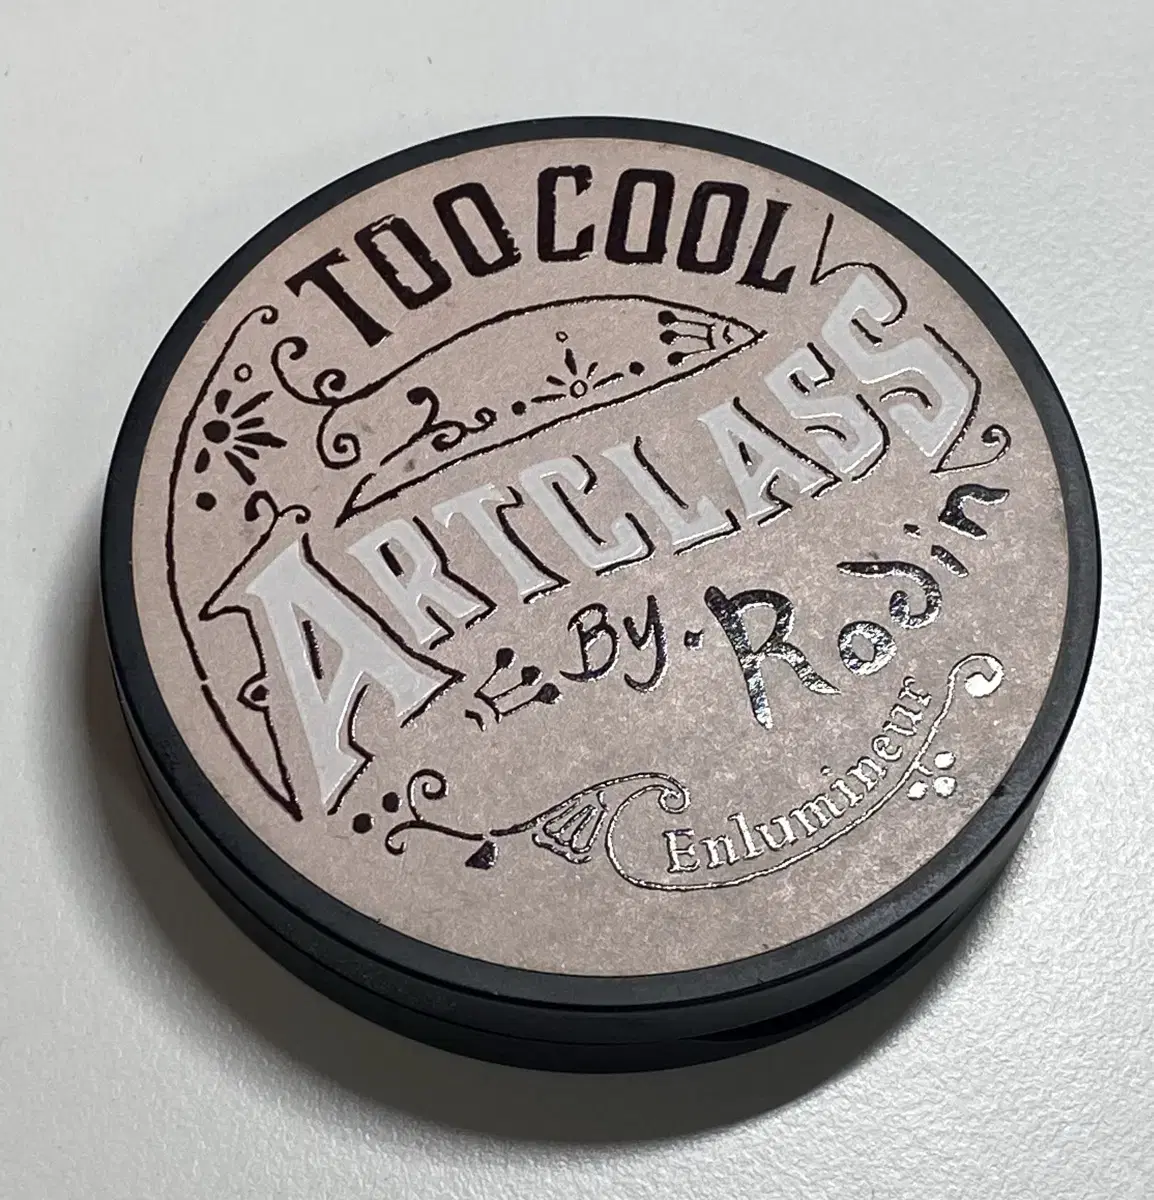 TOO COOL
ARTCLASS
By. Rodin
Enlumineur